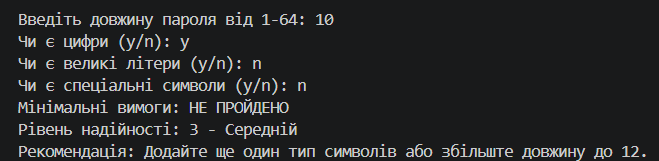 Введіть довжину пароля від 1-64: 10
Чи є цифри (y/n): y
Чи є великі літери (y/n): n
Чи є спеціальні символи (y/n): n
Мінімальні вимоги: НЕ ПРОЙДЕНО
Рівень надійності: 3 - Середній
Рекомендація: Додайте ще один тип символів або збільште довжину до 12.